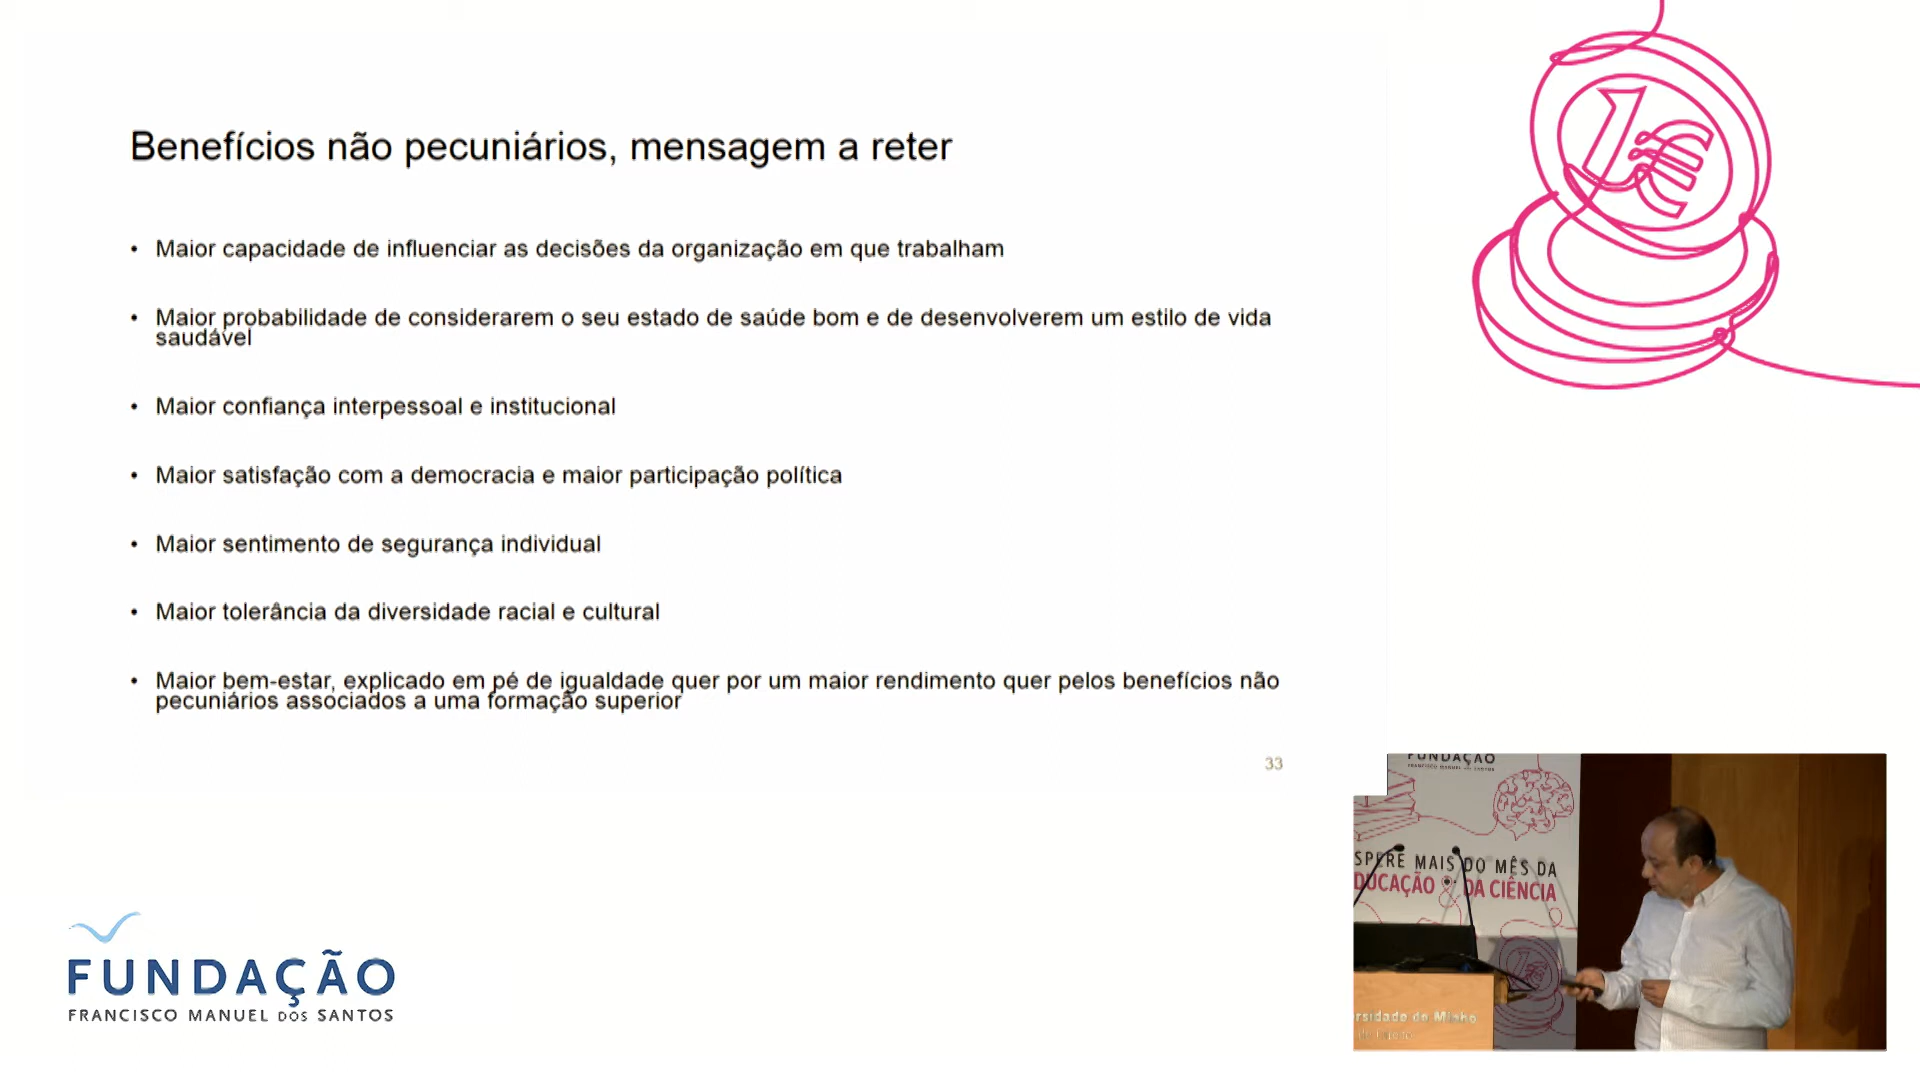 Benefícios não pecuniários, mensagem a reter
• Maior capacidade de influenciar as decisões da organização em que trabalham
• Maior probabilidade de considerarem o seu estado de saúde bom e de desenvolverem um estilo de vida
saudável
• Maior confiança interpessoal e institucional
• Maior satisfação com a democracia e maior participação política
• Maior sentimento de segurança individual
• Maior tolerância da diversidade racial e cultural
• Maior bem-estar, explicado em pé de igualdade quer por um maior rendimento quer pelos benefícios não
pecuniários associados a uma formação superior
33
1€
FUNDAÇÃO
FRANCISCO MANUEL DOS SANTOS
FUNDAÇÃO
FRANCISCO MANUEL DOS SANTOS
SPERE MAIS DO MÊS DA
DUCAÇÃO & DA CIÊNCIA
rsidade do Minho